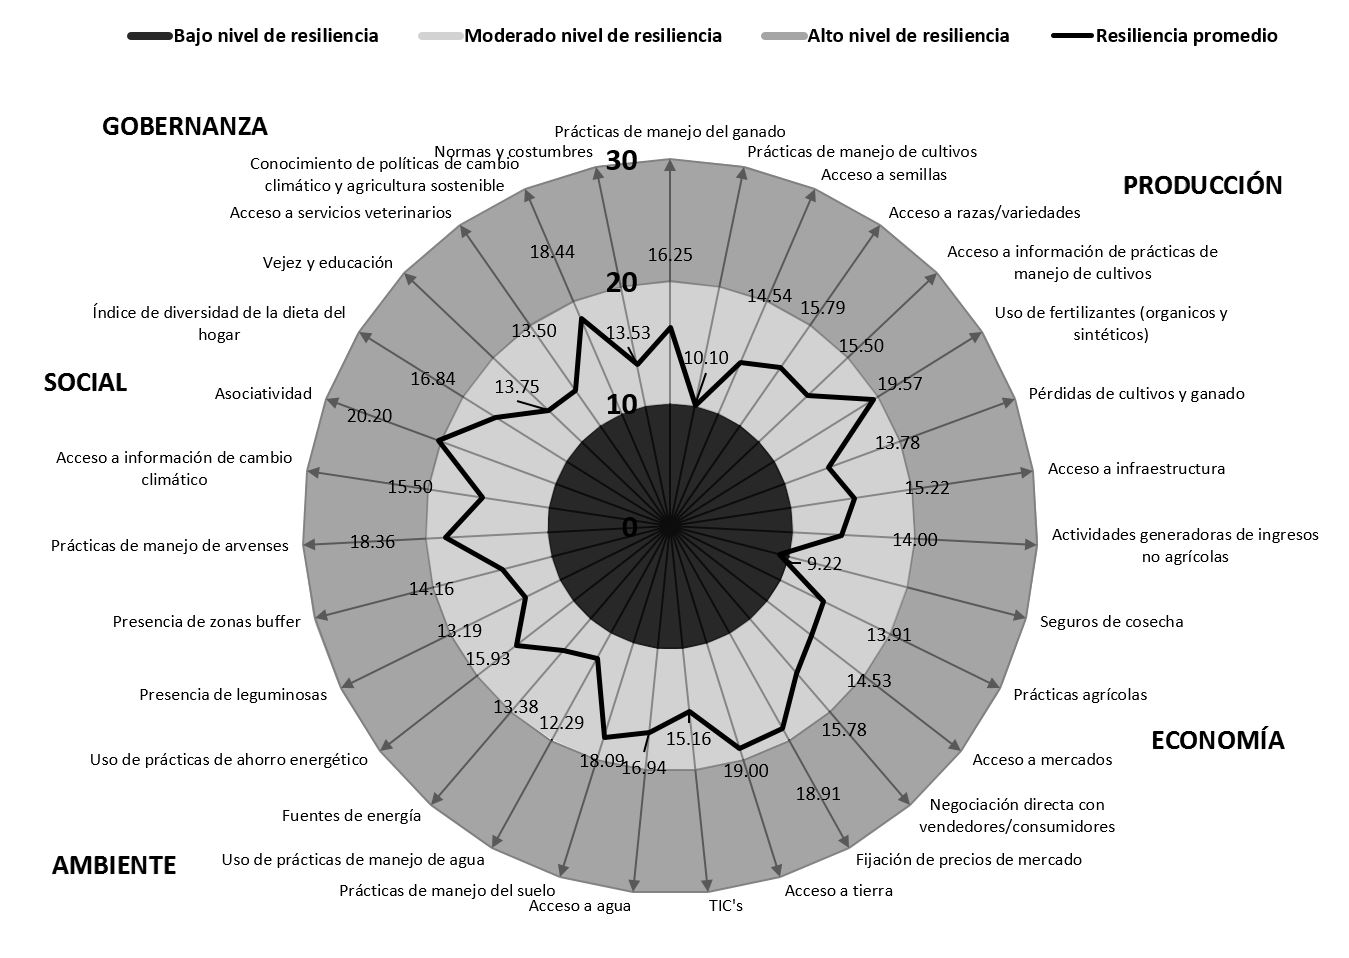 Bajo nivel de resiliencia
Moderado nivel de resiliencia
Alto nivel de resiliencia
Resiliencia promedio
GOBERNANZA
PRODUCCIÓN
SOCIAL
ECONOMÍA
AMBIENTE
Prácticas de manejo del ganado
Prácticas de manejo de cultivos
Acceso a semillas
Acceso a razas/variedades
Acceso a información de prácticas de
manejo de cultivos
Uso de fertilizantes (organicos y
sintéticos)
Pérdidas de cultivos y ganado
Acceso a infraestructura
Actividades generadoras de ingresos
no agrícolas
Seguros de cosecha
Prácticas agrícolas
Acceso a mercados
Negociación directa con
vendedores/consumidores
Fijación de precios de mercado
Acceso a tierra
TIC's
Acceso a agua
Prácticas de manejo del suelo
Uso de prácticas de manejo de agua
Fuentes de energía
Uso de prácticas de ahorro energético
Presencia de leguminosas
Presencia de zonas buffer
Prácticas de manejo de arvenses
Acceso a información de cambio
climático
Asociatividad
Índice de diversidad de la dieta del
hogar
Vejez y educación
Acceso a servicios veterinarios
Conocimiento de políticas de cambio
climático y agricultura sostenible
Normas y costumbres
30
20
10
0
16.25
10.10
14.54
15.79
15.50
19.57
13.78
15.22
14.00
9.22
13.91
14.53
15.78
18.91
19.00
15.16
16.94
18.09
12.29
13.38
15.93
13.19
14.16
18.36
15.50
20.20
16.84
13.75
13.50
18.44
13.53